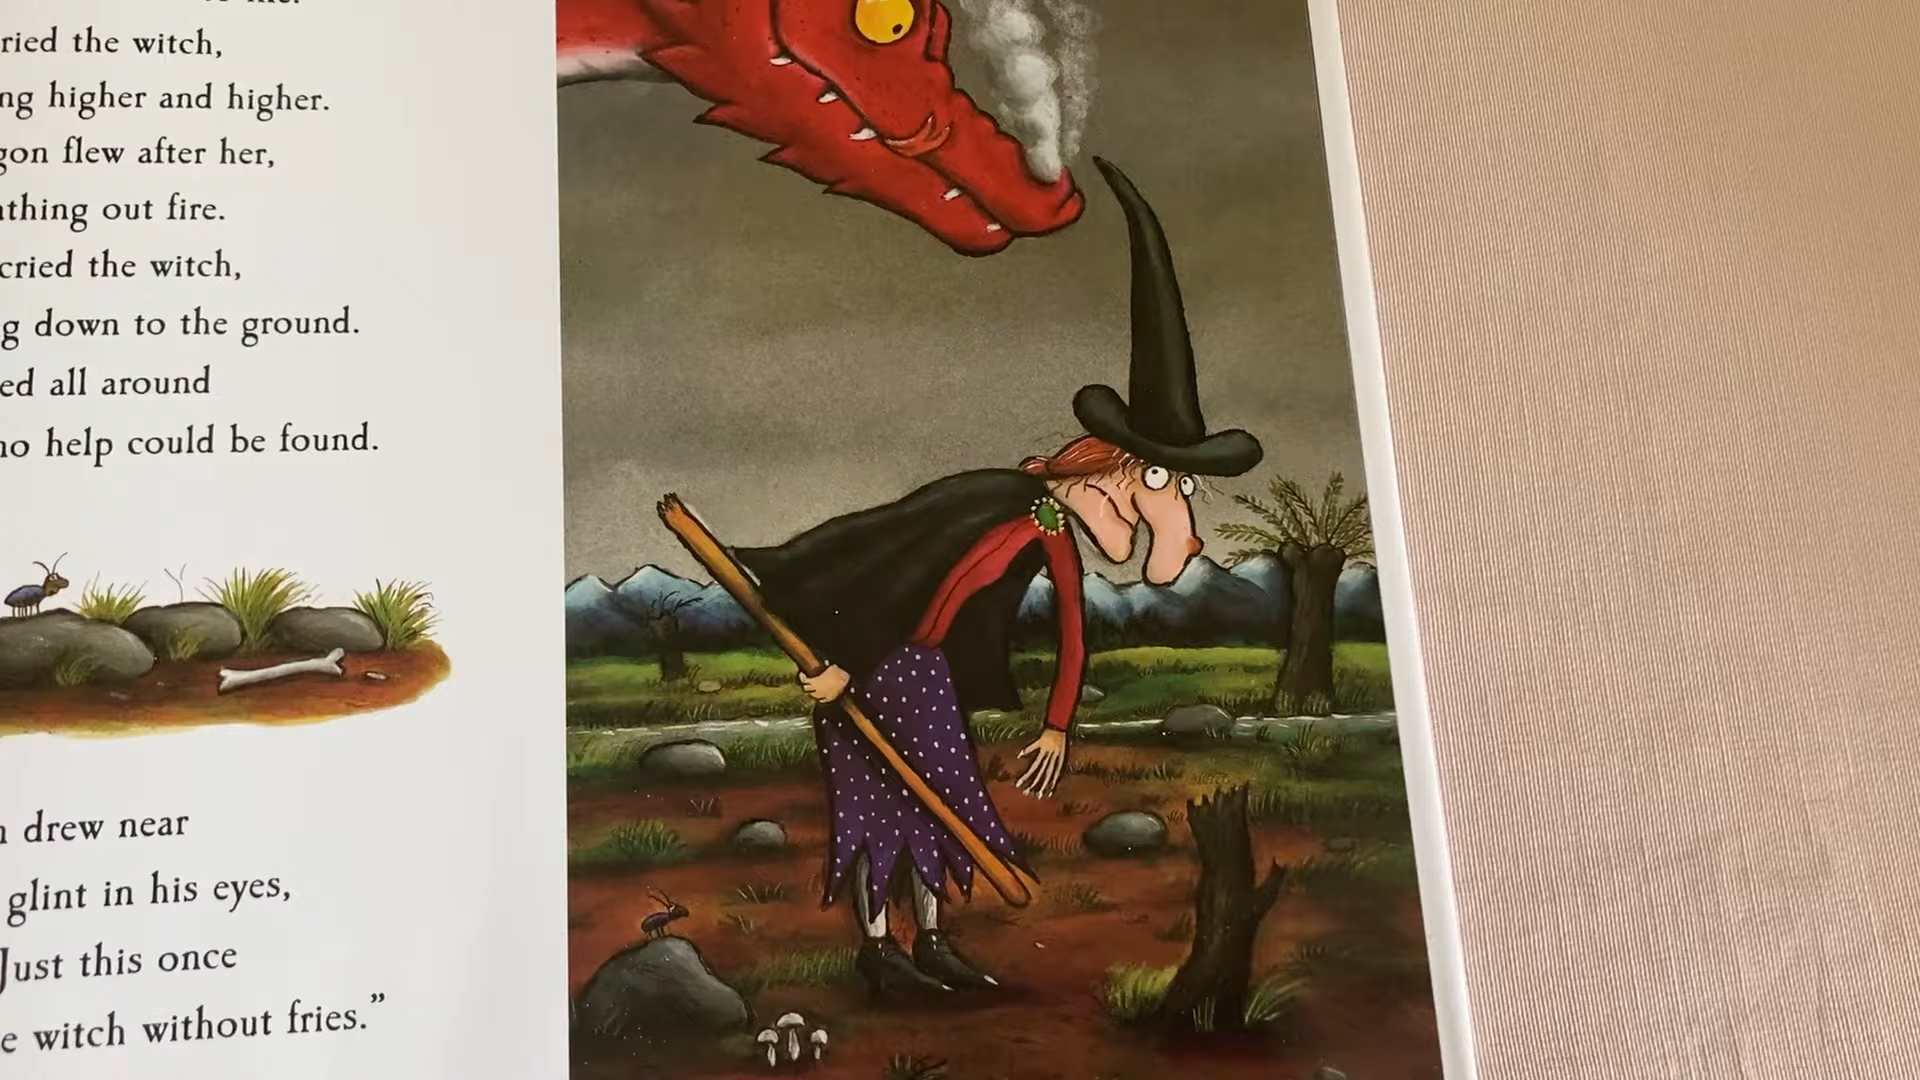 ried the witch,
ng higher and higher.
gon flew after her,
thing out fire.
cried the witch,
g down to the ground.
ed all around
no help could be found.
drew near
glint in his eyes,
Just this once
e witch without fries.”